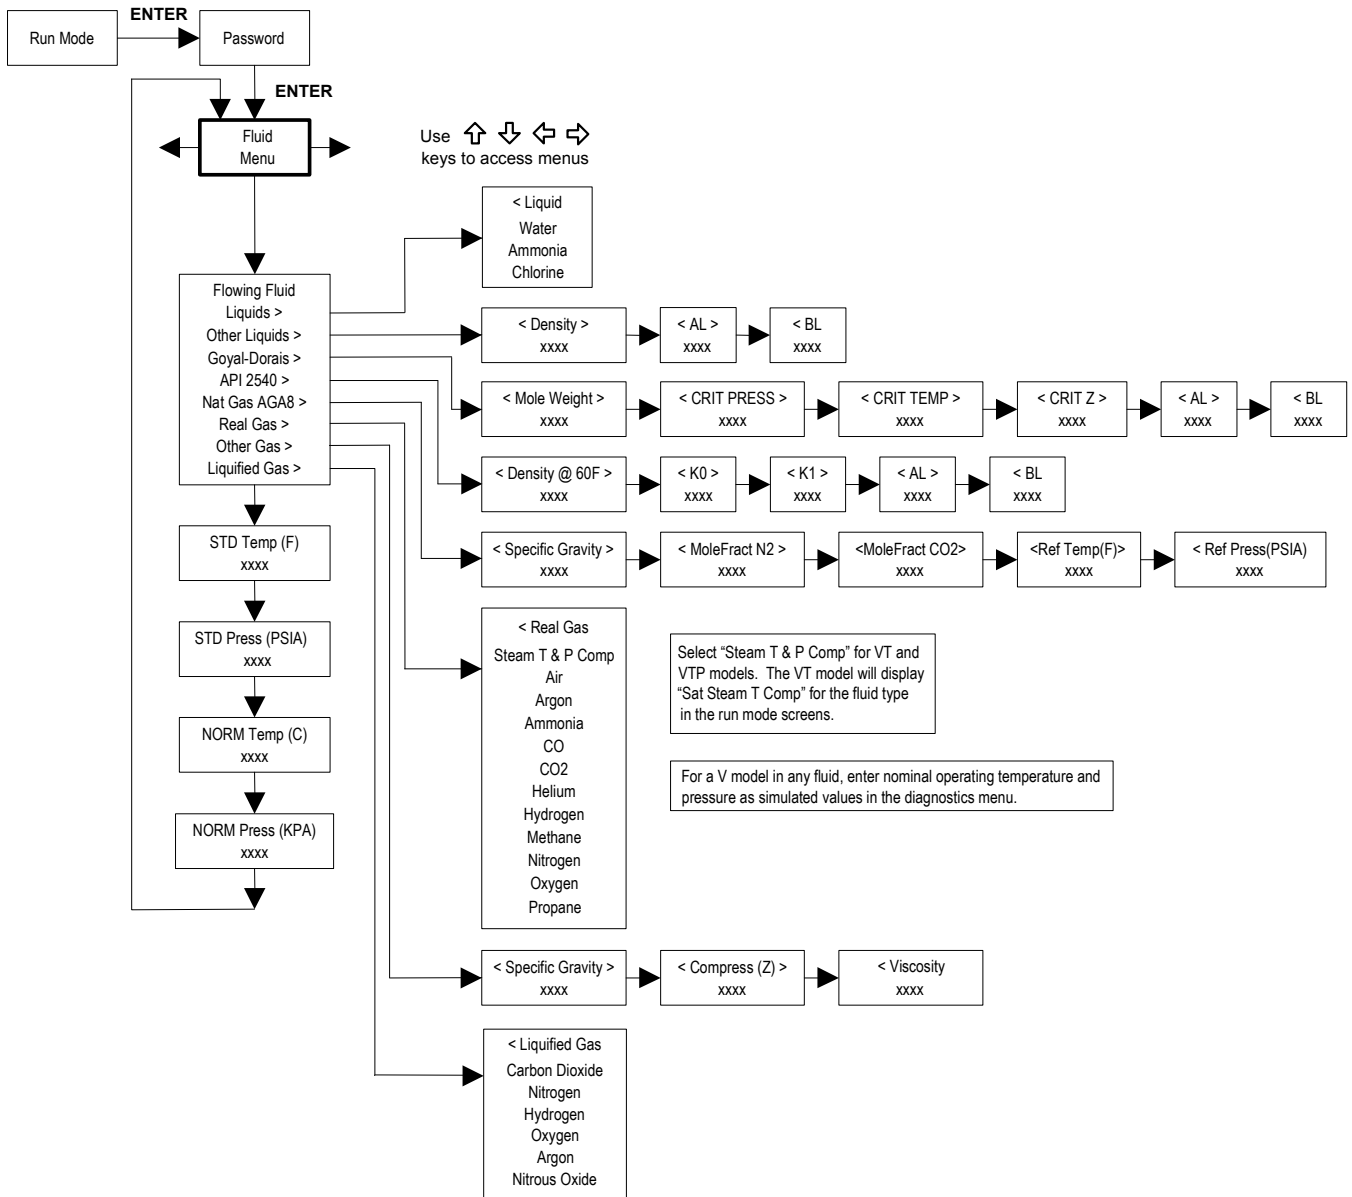 ENTER
Run Mode
Password
ENTER
Fluid
Menu
Use
keys to access menus
< Liquid
Water
Ammonia
Chlorine
Flowing Fluid
Liquids >
Other Liquids >
Goyal-Dorais >
API 2540 >
Nat Gas AGA8 >
Real Gas >
Other Gas >
Liquified Gas >
< Density >
xxxx
< AL >
xxxx
< BL
xxxx
< Mole Weight >
xxxx
< CRIT PRESS >
xxxx
< CRIT TEMP >
xxxx
< CRIT Z >
xxxx
< AL >
xxxx
< BL
xxxx
< Density @ 60F >
xxxx
< K0 >
xxxx
< K1 >
xxxx
< AL >
xxxx
< BL
xxxx
< Specific Gravity >
xxxx
< MoleFract N2 >
xxxx
<MoleFract CO2>
xxxx
<Ref Temp(F)>
xxxx
< Ref Press(PSIA)
xxxx
STD Temp (F)
xxxx
STD Press (PSIA)
xxxx
NORM Temp (C)
xxxx
NORM Press (KPA)
xxxx
< Real Gas
Steam T & P Comp
Air
Argon
Ammonia
CO
CO2
Helium
Hydrogen
Methane
Nitrogen
Oxygen
Propane
Select “Steam T & P Comp” for VT and
VTP models. The VT model will display
“Sat Steam T Comp” for the fluid type
in the run mode screens.
For a V model in any fluid, enter nominal operating temperature and
pressure as simulated values in the diagnostics menu.
< Specific Gravity >
xxxx
< Compress (Z) >
xxxx
< Viscosity
xxxx
< Liquified Gas
Carbon Dioxide
Nitrogen
Hydrogen
Oxygen
Argon
Nitrous Oxide